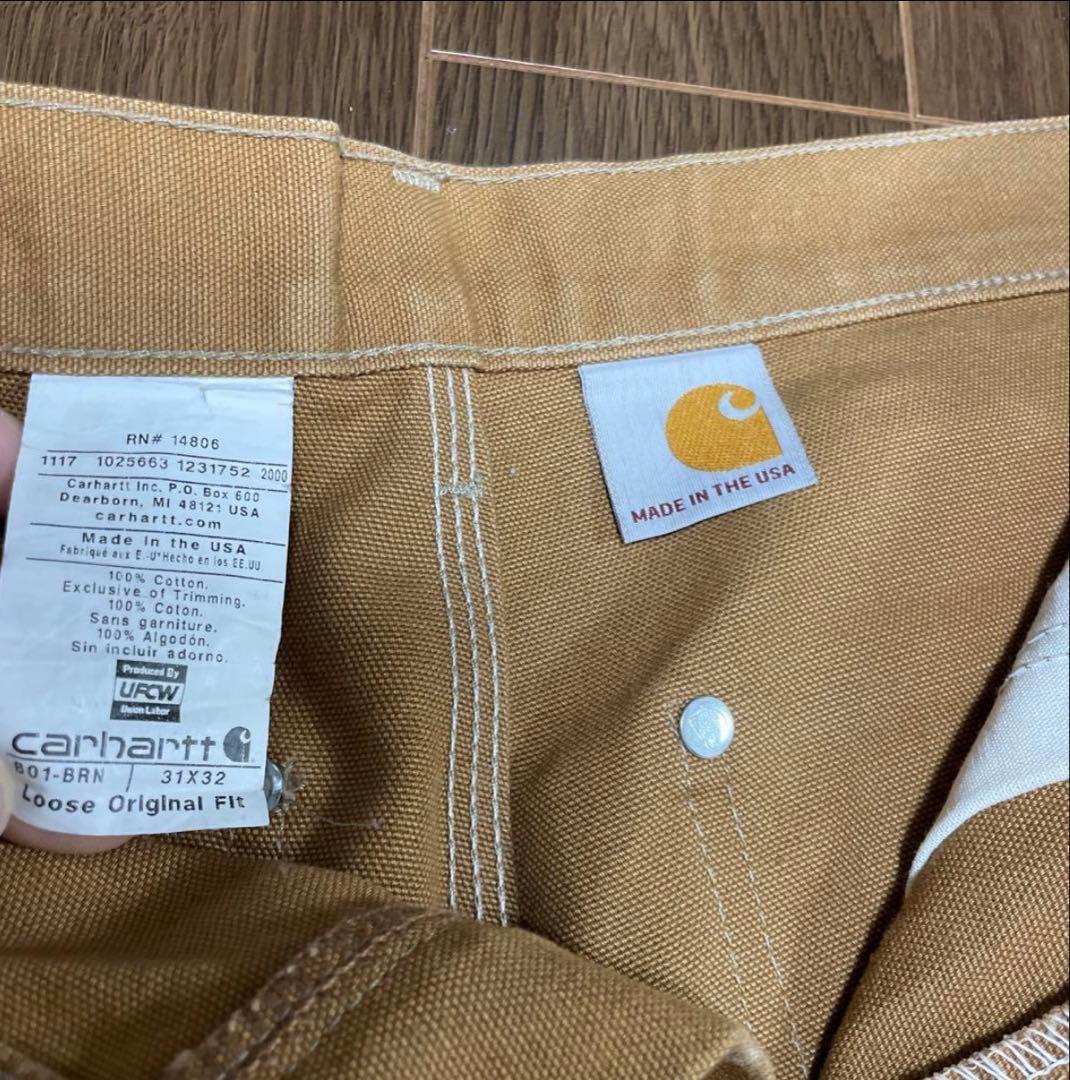 RN# 14806
1117 1025663 1231752 2000
Carhartt Inc. P.O. Box 600
Dearborn, MI 48121 USA
carhartt.com
Made in the USA
Fabriqué aux E.-U*Hecho en los EE.UU.
100% Cotton.
Exclusive of Trimming.
100% Coton.
Sans garniture.
100% Algodón.
Sin incluir adorno.
Produced By
UFCW
Union Labor
carhartt
B01-BRN / 31X32
Loose Original Fit
MADE IN THE USA